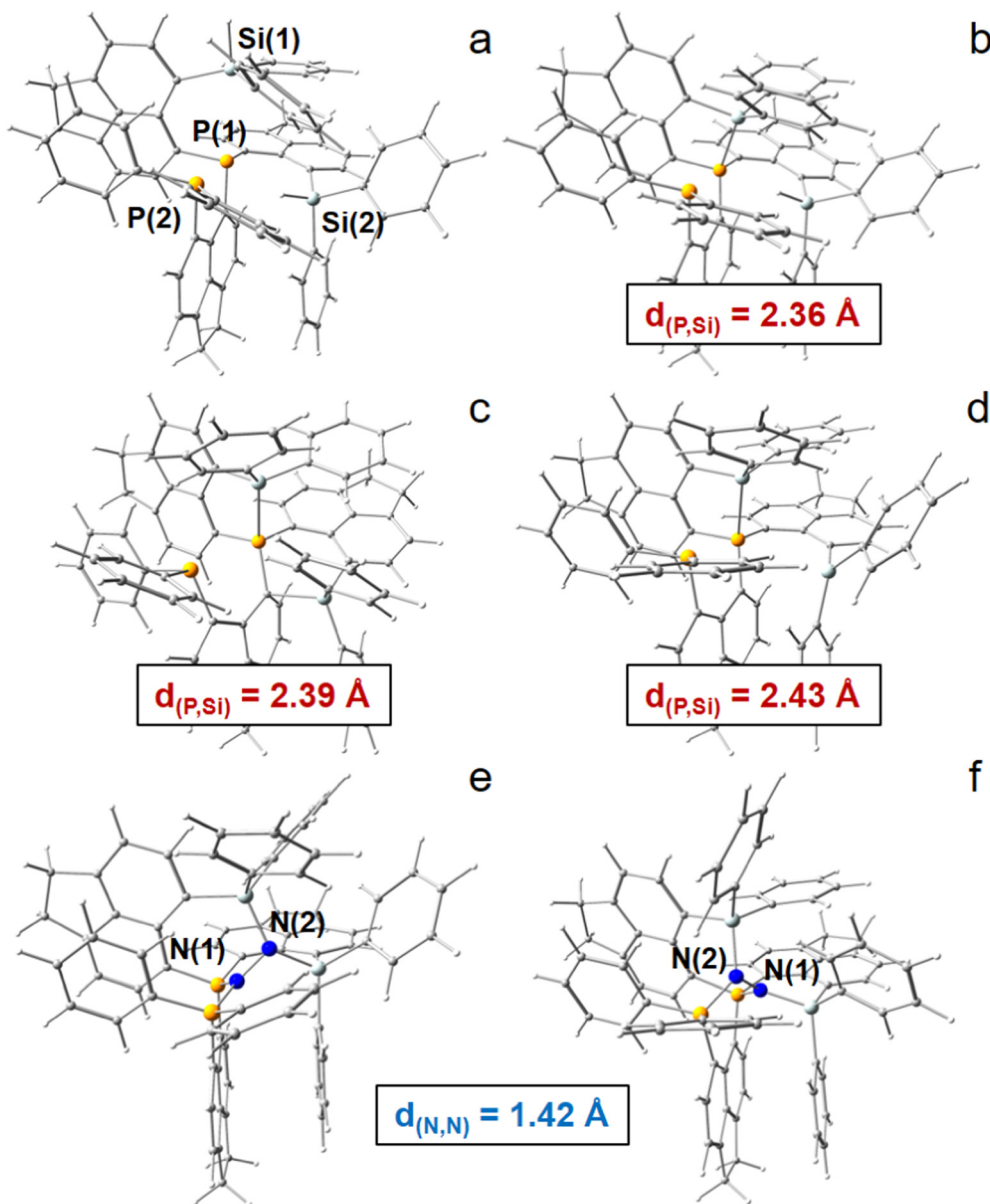 a
Si(1)
P(1)
P(2)
Si(2)
b
d(P,Si) = 2.36 Å
c
d(P,Si) = 2.39 Å
d
d(P,Si) = 2.43 Å
e
N(2)
N(1)
f
N(2)
N(1)
d(N,N) = 1.42 Å